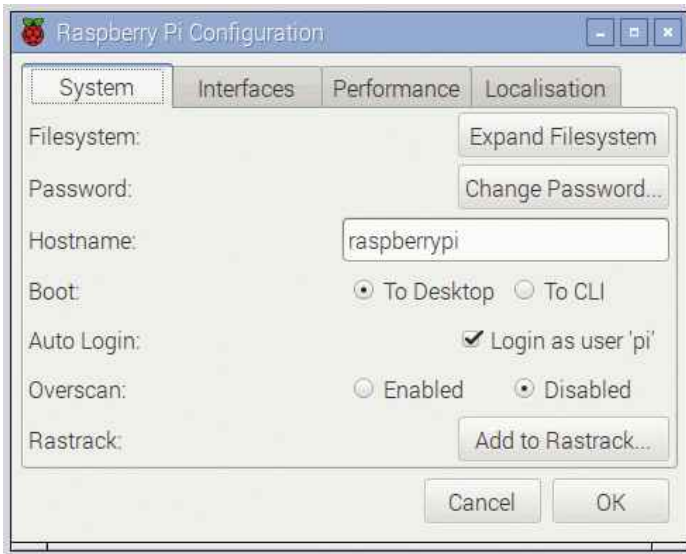 Raspberry Pi Configuration
System Interfaces Performance Localisation
Filesystem: Expand Filesystem
Password: Change Password...
Hostname: raspberrypi
Boot: To Desktop To CLI
Auto Login: Login as user 'pi'
Overscan: Enabled Disabled
Rastrack: Add to Rastrack...
Cancel OK